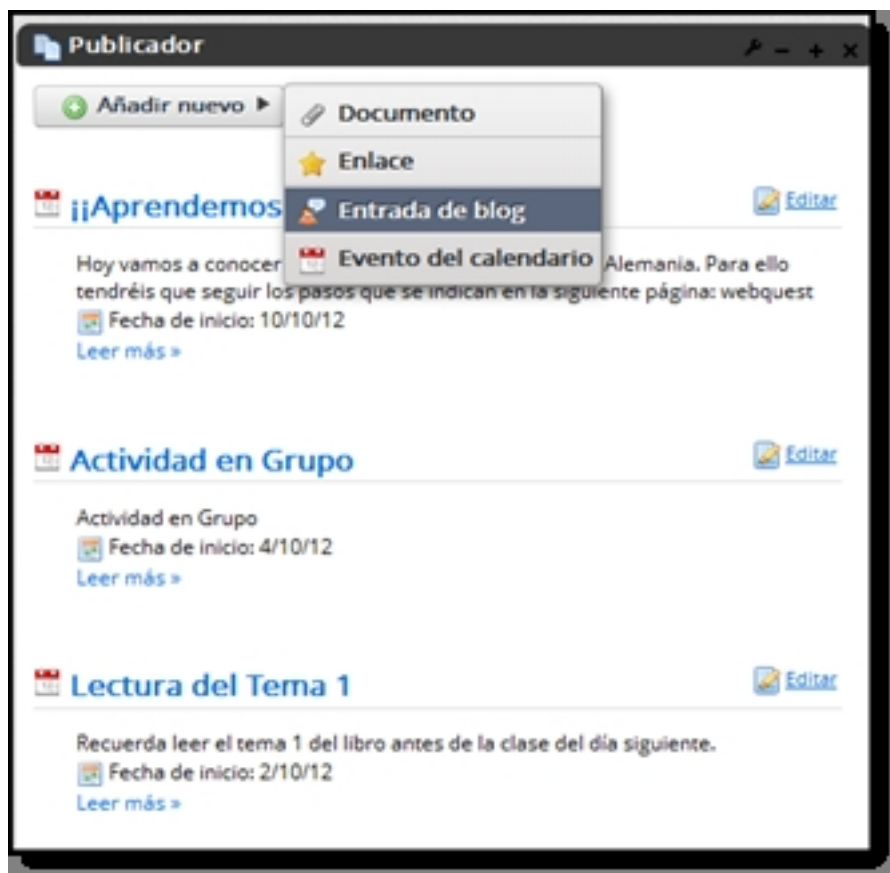 Publicador
Añadir nuevo
Documento
Enlace
Entrada de blog
Evento del calendario
¡¡Aprendemos
Editar
Hoy vamos a conocer Alemania. Para ello
tendréis que seguir los pasos que se indican en la siguiente página: webquest
Fecha de inicio: 10/10/12
Leer más »
Actividad en Grupo
Editar
Actividad en Grupo
Fecha de inicio: 4/10/12
Leer más »
Lectura del Tema 1
Editar
Recuerda leer el tema 1 del libro antes de la clase del día siguiente.
Fecha de inicio: 2/10/12
Leer más »